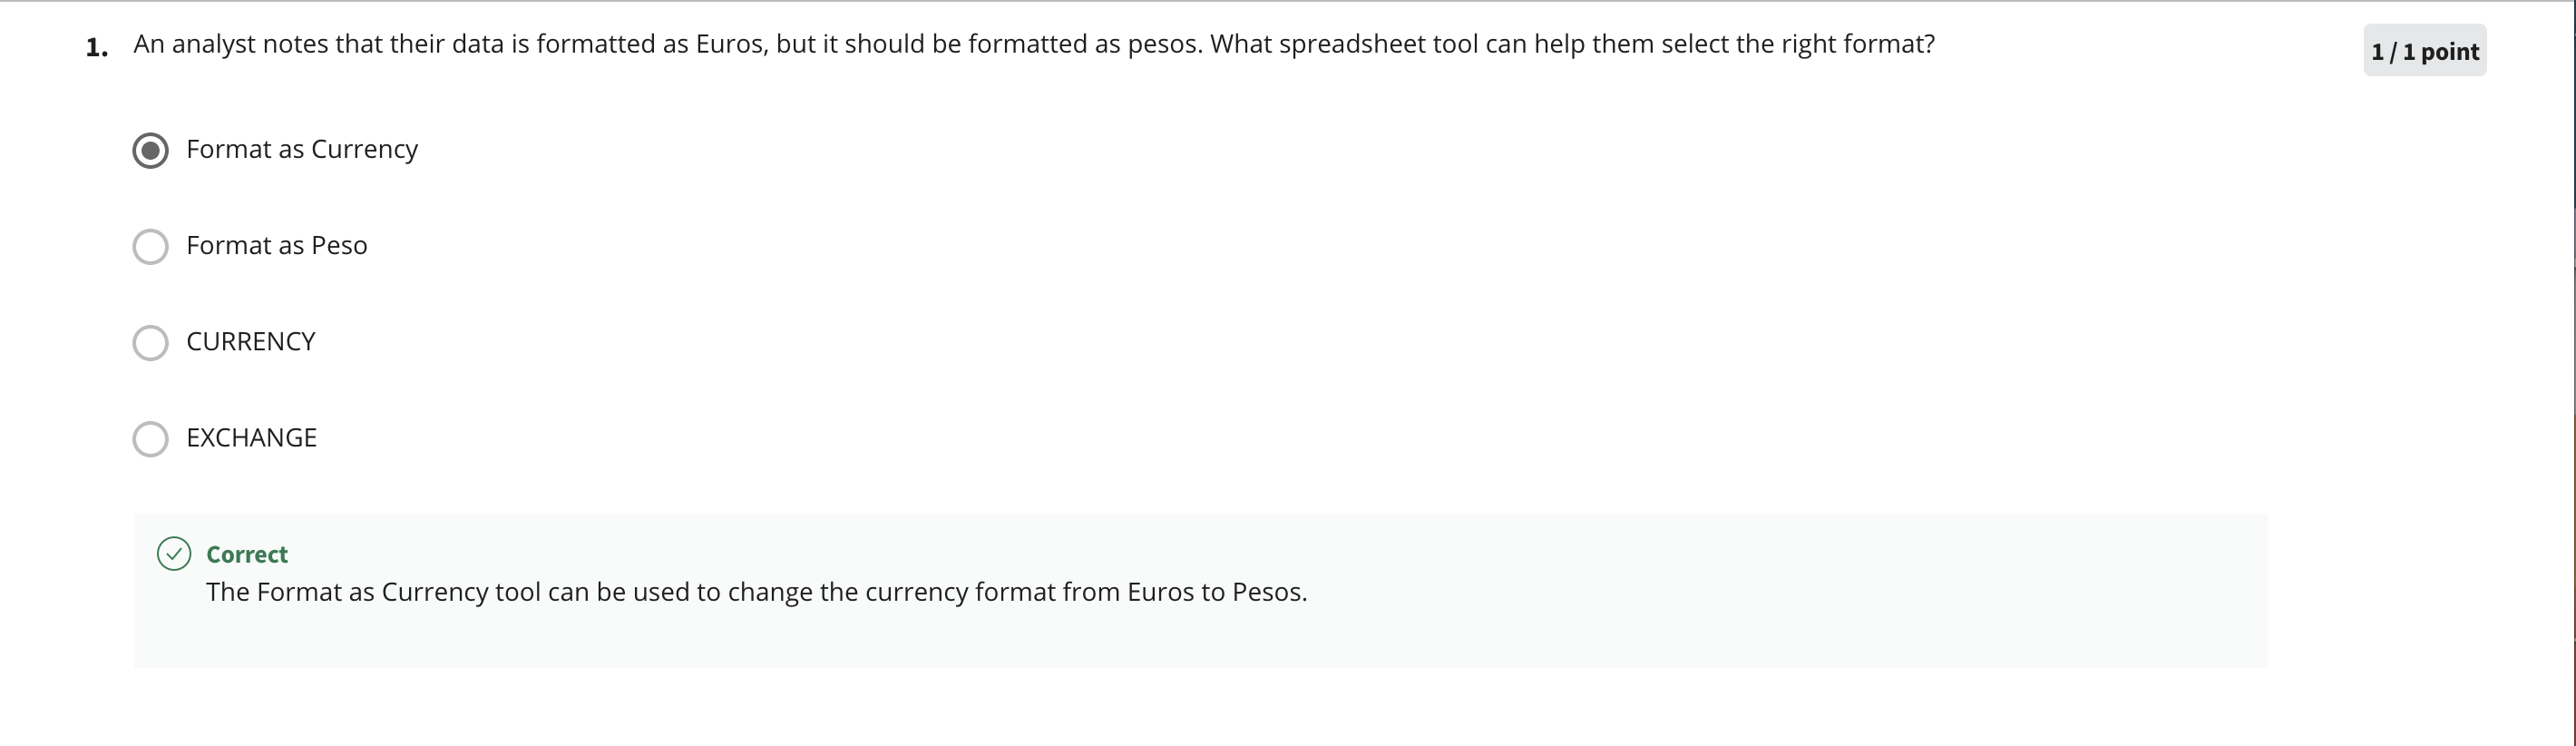 1. An analyst notes that their data is formatted as Euros, but it should be formatted as pesos. What spreadsheet tool can help them select the right format?
1 / 1 point
Format as Currency
Format as Peso
CURRENCY
EXCHANGE
Correct
The Format as Currency tool can be used to change the currency format from Euros to Pesos.